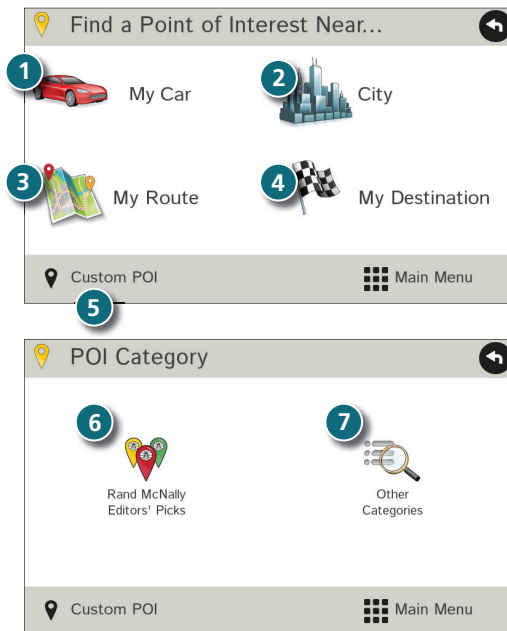 Find a Point of Interest Near...
1
My Car
2
City
3
My Route
4
My Destination
Custom POI
Main Menu
5
POI Category
6
Rand McNally
Editors' Picks
7
Other
Categories
Custom POI
Main Menu